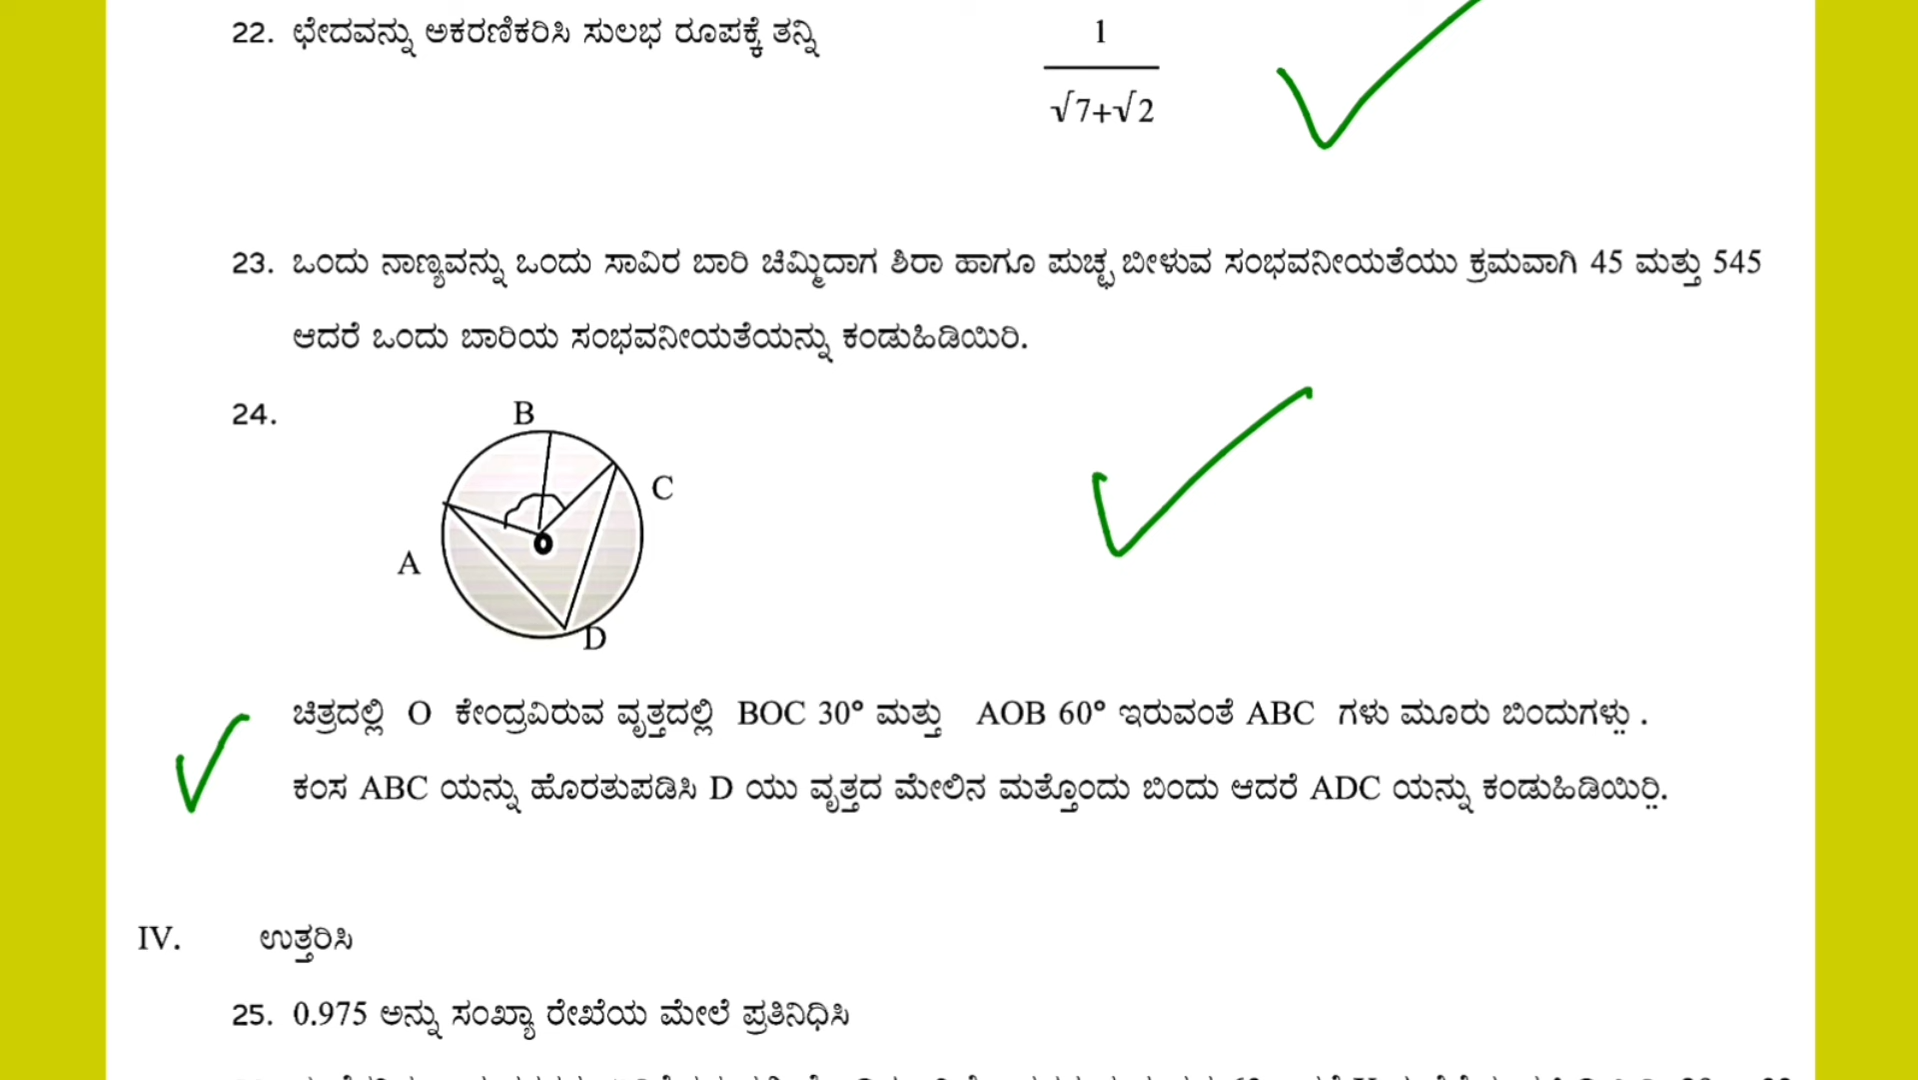 22. ಛೇದವನ್ನು ಅಕರಣಿಕರಿಸಿ ಸುಲಭ ರೂಪಕ್ಕೆ ತನ್ನಿ
1
√7+√2
23. ಒಂದು ನಾಣ್ಯವನ್ನು ಒಂದು ಸಾವಿರ ಬಾರಿ ಚಿಮ್ಮಿದಾಗ ಶಿರಾ ಹಾಗೂ ಪುಚ್ಛ ಬೀಳುವ ಸಂಭವನೀಯತೆಯು ಕ್ರಮವಾಗಿ 45 ಮತ್ತು 545
ಆದರೆ ಒಂದು ಬಾರಿಯ ಸಂಭವನೀಯತೆಯನ್ನು ಕಂಡುಹಿಡಿಯಿರಿ.
24.
B
C
O
A
D
ಚಿತ್ರದಲ್ಲಿ O ಕೇಂದ್ರವಿರುವ ವೃತ್ತದಲ್ಲಿ BOC 30° ಮತ್ತು AOB 60° ಇರುವಂತೆ ABC ಗಳು ಮೂರು ಬಿಂದುಗಳು .
ಕಂಸ ABC ಯನ್ನು ಹೊರತುಪಡಿಸಿ D ಯು ವೃತ್ತದ ಮೇಲಿನ ಮತ್ತೊಂದು ಬಿಂದು ಆದರೆ ADC ಯನ್ನು ಕಂಡುಹಿಡಿಯಿರಿ.
IV. ಉತ್ತರಿಸಿ
25. 0.975 ಅನ್ನು ಸಂಖ್ಯಾ ರೇಖೆಯ ಮೇಲೆ ಪ್ರತಿನಿಧಿಸಿ